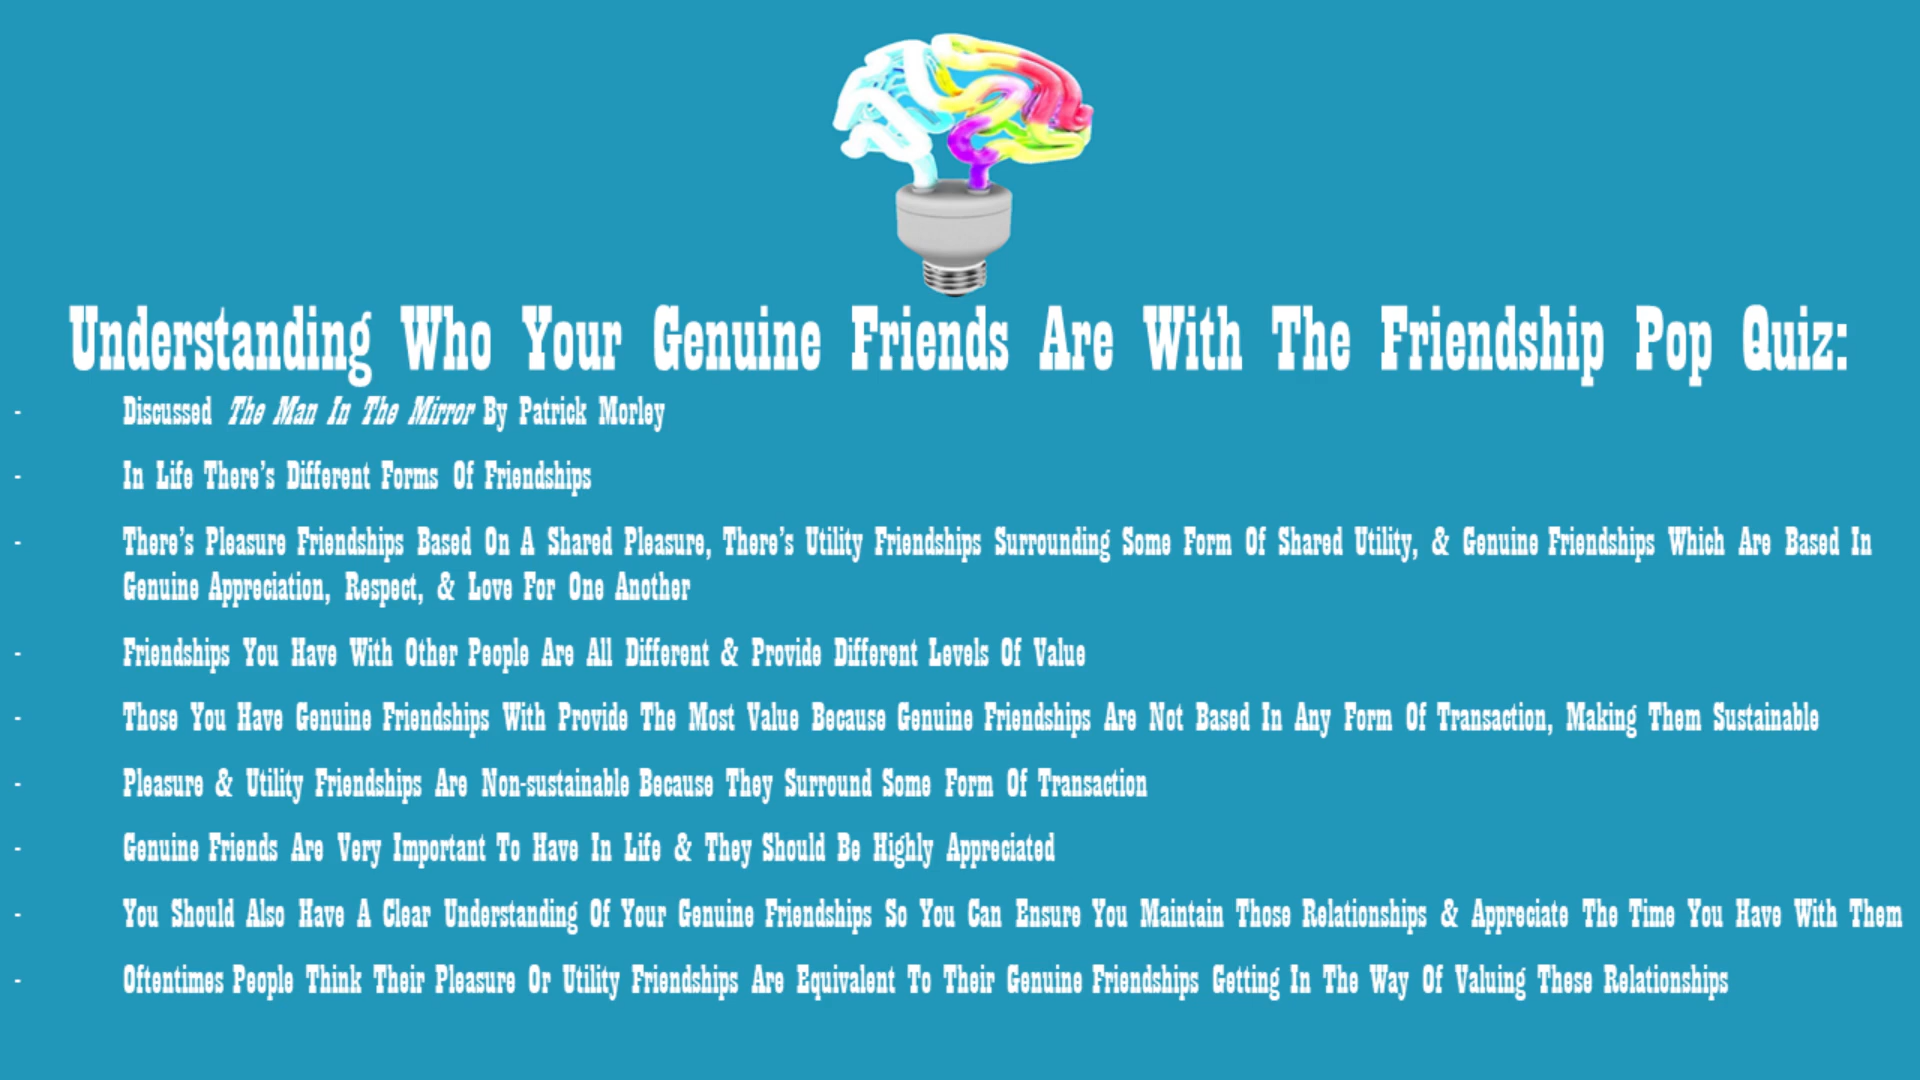 Understanding Who Your Genuine Friends Are With The Friendship Pop Quiz:
- Discussed The Man In The Mirror By Patrick Morley
- In Life There's Different Forms Of Friendships
- There's Pleasure Friendships Based On A Shared Pleasure, There's Utility Friendships Surrounding Some Form Of Shared Utility, & Genuine Friendships Which Are Based In
Genuine Appreciation, Respect, & Love For One Another
- Friendships You Have With Other People Are All Different & Provide Different Levels Of Value
- Those You Have Genuine Friendships With Provide The Most Value Because Genuine Friendships Are Not Based In Any Form Of Transaction, Making Them Sustainable
- Pleasure & Utility Friendships Are Non-sustainable Because They Surround Some Form Of Transaction
- Genuine Friends Are Very Important To Have In Life & They Should Be Highly Appreciated
- You Should Also Have A Clear Understanding Of Your Genuine Friendships So You Can Ensure You Maintain Those Relationships & Appreciate The Time You Have With Them
- Oftentimes People Think Their Pleasure Or Utility Friendships Are Equivalent To Their Genuine Friendships Getting In The Way Of Valuing These Relationships